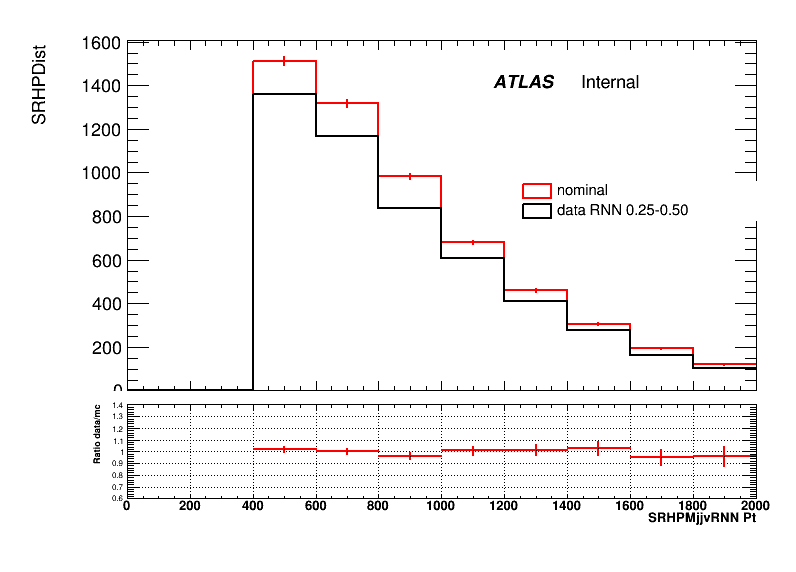 SRHPDist
1600
1400
1200
1000
800
600
400
200
0
ATLAS Internal
nominal
data RNN 0.25-0.50
Ratio data/mc
1.4
1.3
1.2
1.1
1
0.9
0.8
0.7
0.6
0 200 400 600 800 1000 1200 1400 1600 1800 2000
SRHPMjjvRNN Pt